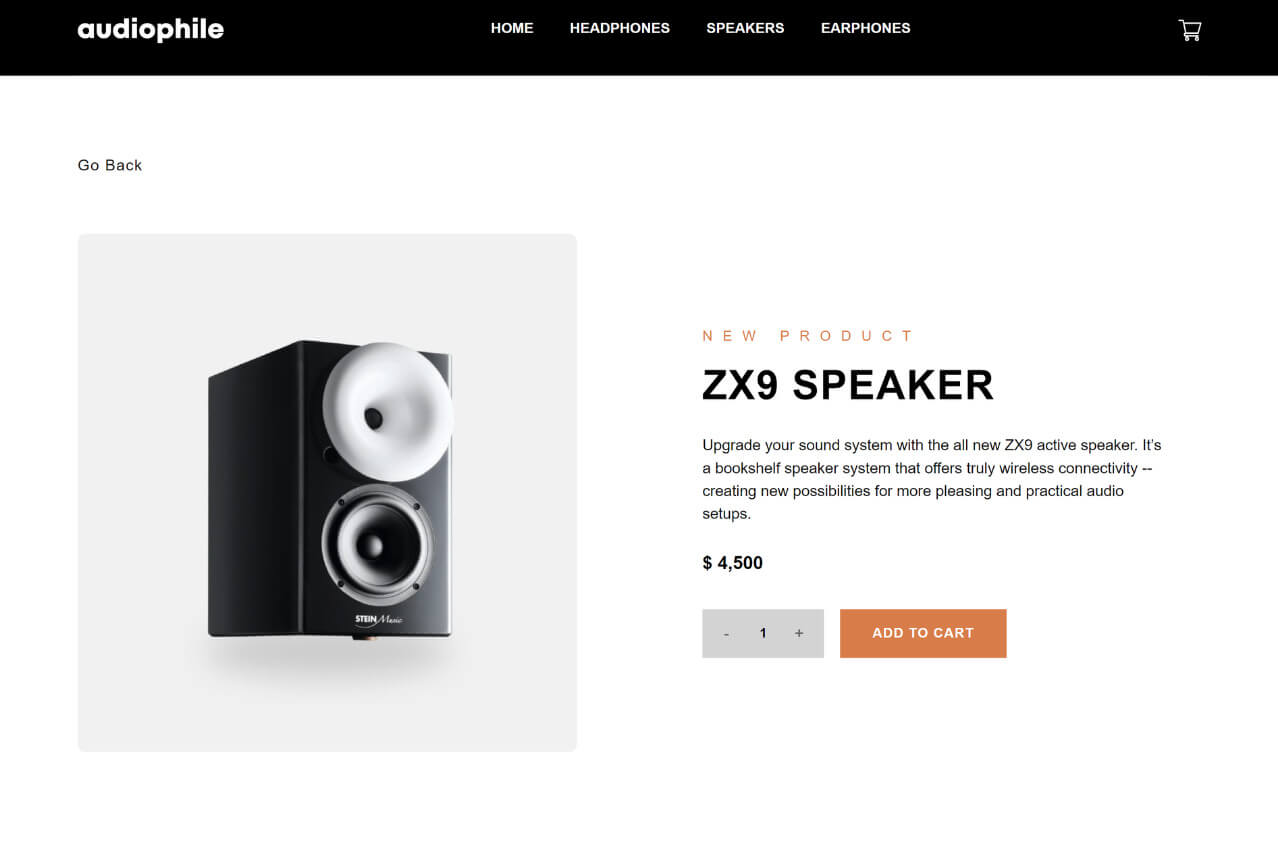 audiophile
HOME HEADPHONES SPEAKERS EARPHONES
Go Back
STEIN Music
NEW PRODUCT
ZX9 SPEAKER
Upgrade your sound system with the all new ZX9 active speaker. It’s
a bookshelf speaker system that offers truly wireless connectivity --
creating new possibilities for more pleasing and practical audio
setups.
$ 4,500
- 1 +
ADD TO CART